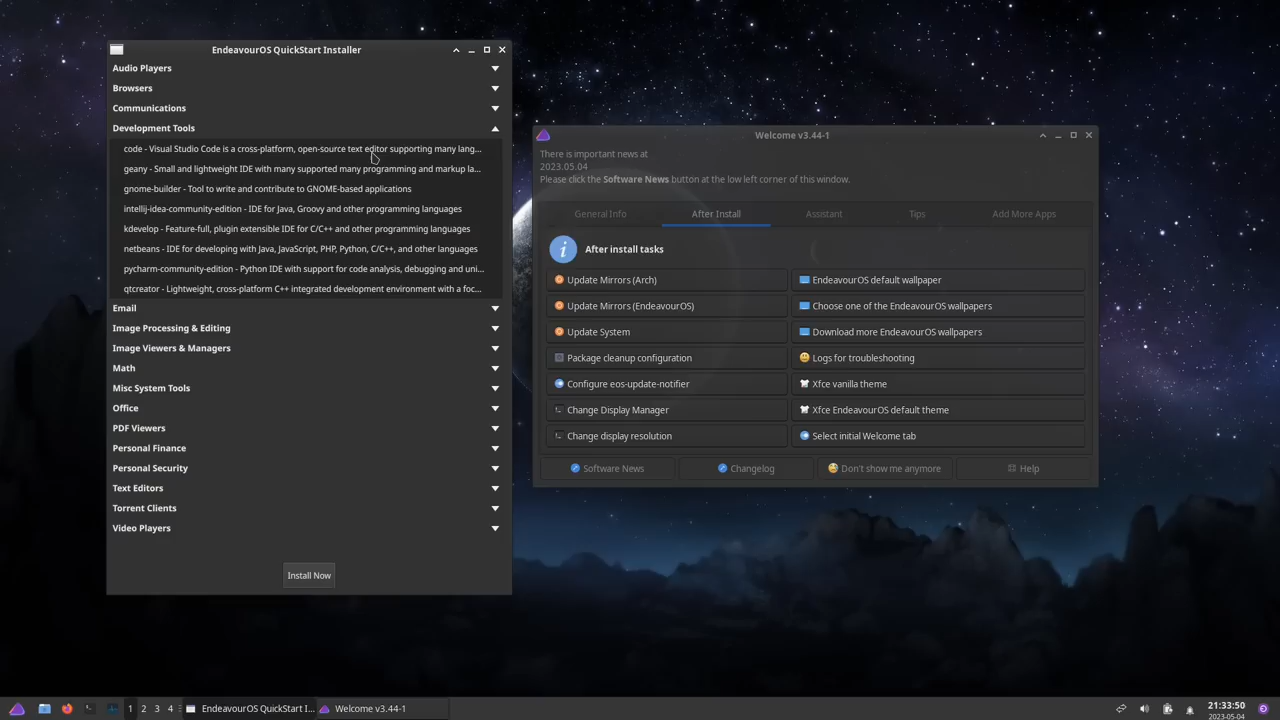 EndeavourOS QuickStart Installer
Audio Players
Browsers
Communications
Development Tools
code - Visual Studio Code is a cross-platform, open-source text editor supporting many lang...
geany - Small and lightweight IDE with many supported many programming and markup la...
gnome-builder - Tool to write and contribute to GNOME-based applications
intellij-idea-community-edition - IDE for Java, Groovy and other programming languages
kdevelop - Feature-full, plugin extensible IDE for C/C++ and other programming languages
netbeans - IDE for developing with Java, JavaScript, PHP, Python, C/C++, and other languages
pycharm-community-edition - Python IDE with support for code analysis, debugging and uni...
qtcreator - Lightweight, cross-platform C++ integrated development environment with a foc...
Email
Image Processing & Editing
Image Viewers & Managers
Math
Misc System Tools
Office
PDF Viewers
Personal Finance
Personal Security
Text Editors
Torrent Clients
Video Players
Install Now
Welcome v3.44-1
There is important news at
2023.05.04
Please click the Software News button at the low left corner of this window.
General Info After Install Assistant Tips Add More Apps
After install tasks
Update Mirrors (Arch) EndeavourOS default wallpaper
Update Mirrors (EndeavourOS) Choose one of the EndeavourOS wallpapers
Update System Download more EndeavourOS wallpapers
Package cleanup configuration Logs for troubleshooting
Configure eos-update-notifier Xfce vanilla theme
Change Display Manager Xfce EndeavourOS default theme
Change display resolution Select initial Welcome tab
Software News Changelog Don't show me anymore Help
1 2 3 4 EndeavourOS QuickStart I... Welcome v3.44-1 21:33:50
2023-05-04